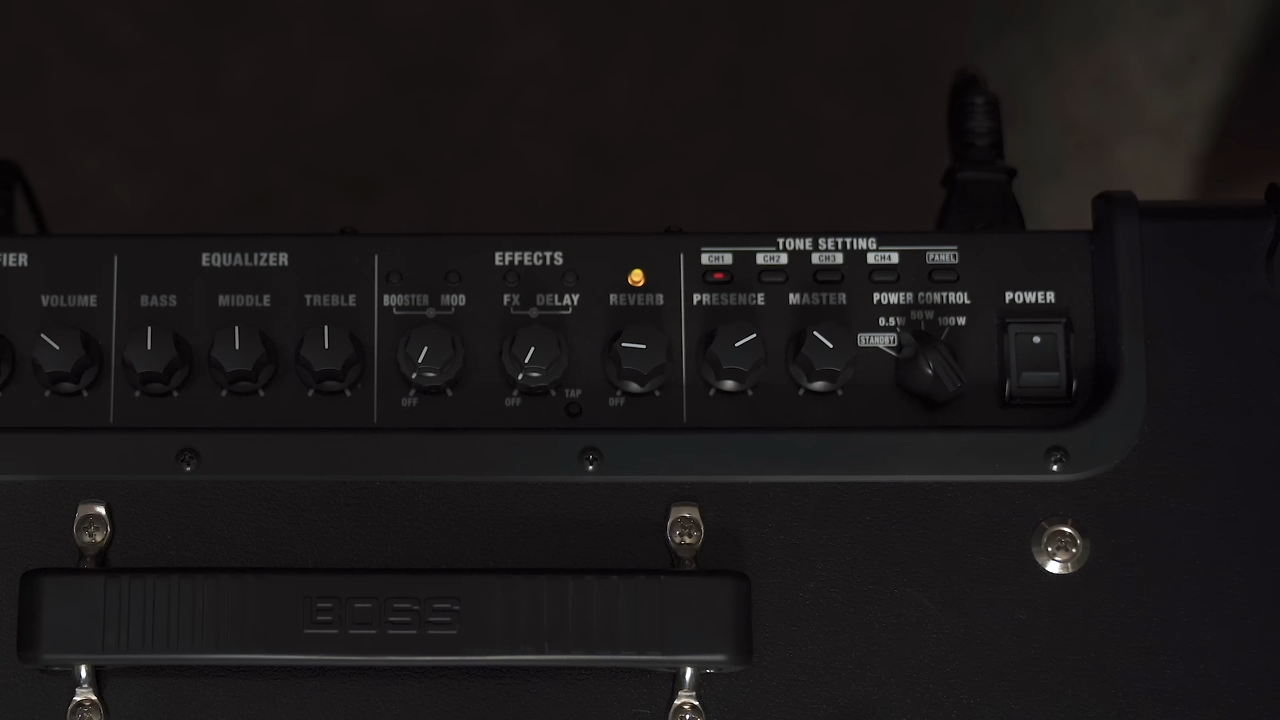 FIER
EQUALIZER
EFFECTS
TONE SETTING
CH1 CH2 CH3 CH4 PANEL
VOLUME BASS MIDDLE TREBLE BOOSTER MOD FX DELAY REVERB PRESENCE MASTER POWER CONTROL POWER
STANDBY 0.5W 50W 100W
OFF OFF TAP OFF
BOSS